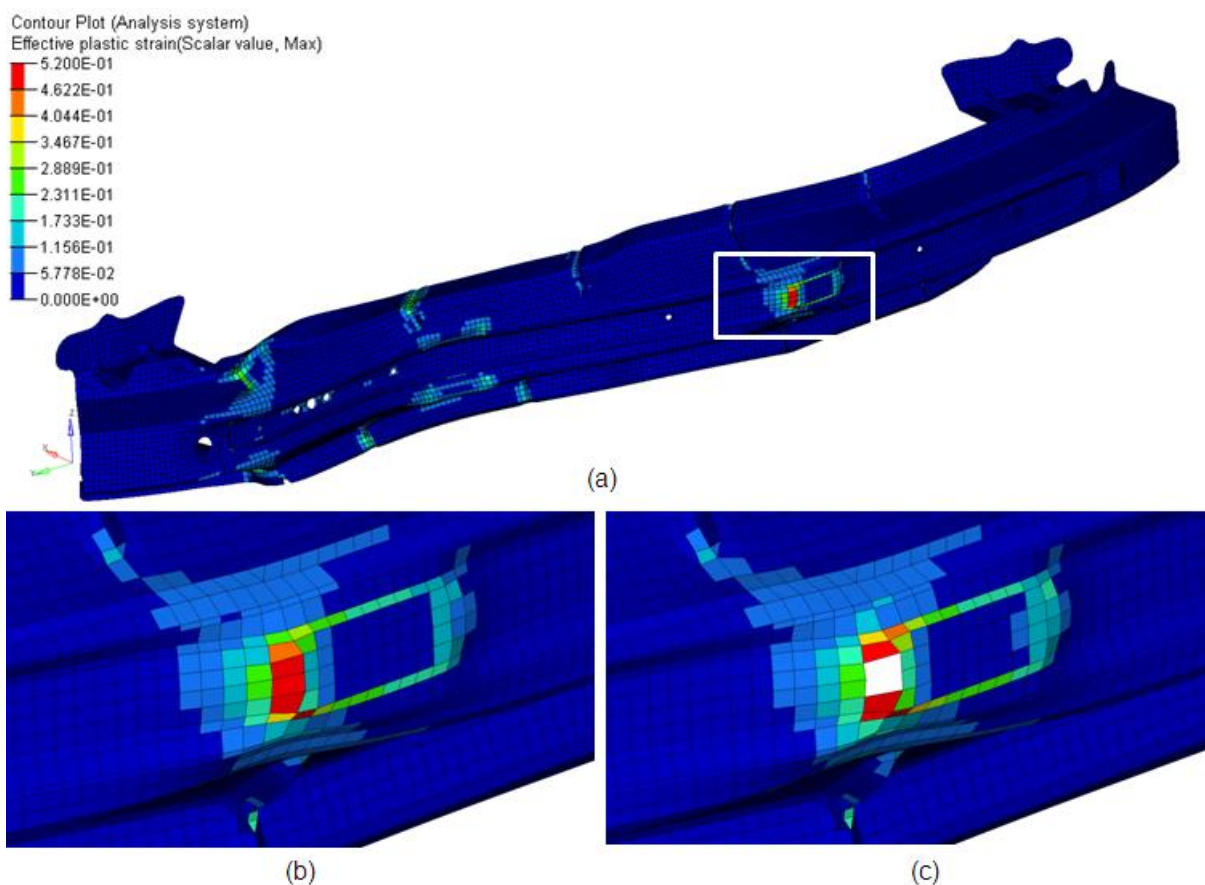 Contour Plot (Analysis system)
Effective plastic strain(Scalar value, Max)
5.200E-01
4.622E-01
4.044E-01
3.467E-01
2.889E-01
2.311E-01
1.733E-01
1.156E-01
5.778E-02
0.000E+00
Z
X
Y
(a)
(b)
(c)